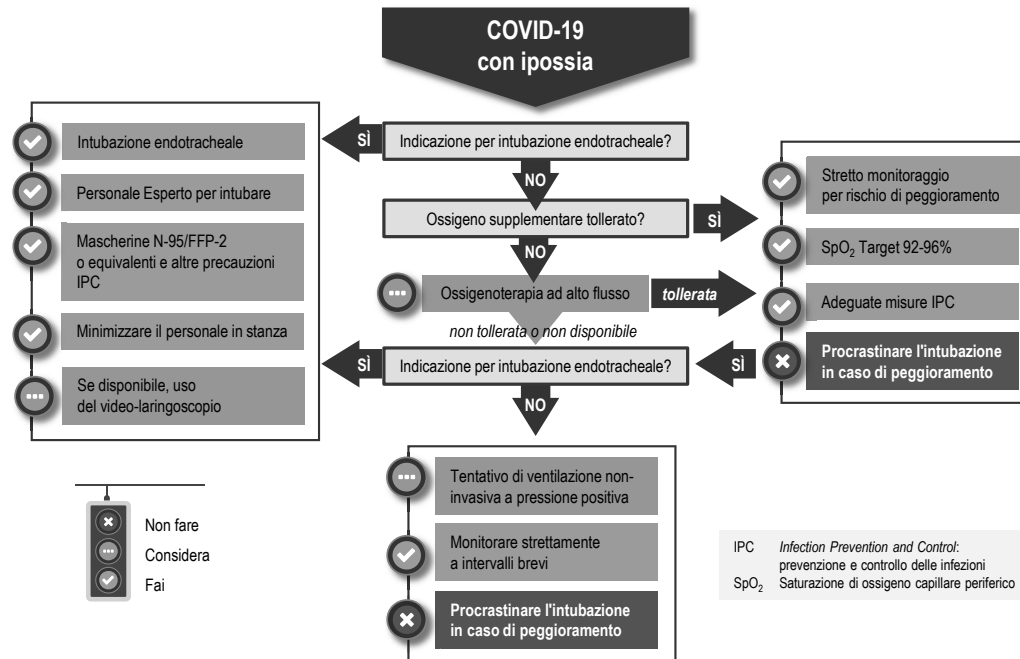 COVID-19
con ipossia
Indicazione per intubazione endotracheale?
SÌ
NO
Intubazione endotracheale
Personale Esperto per intubare
Mascherine N-95/FFP-2
o equivalenti e altre precauzioni
IPC
Minimizzare il personale in stanza
Se disponibile, uso
del video-laringoscopio
Ossigeno supplementare tollerato?
SÌ
NO
Stretto monitoraggio
per rischio di peggioramento
SpO₂ Target 92-96%
Adeguate misure IPC
Procrastinare l'intubazione
in caso di peggioramento
Ossigenoterapia ad alto flusso
tollerata
non tollerata o non disponibile
SÌ
Indicazione per intubazione endotracheale?
SÌ
NO
Tentativo di ventilazione non-
invasiva a pressione positiva
Monitorare strettamente
a intervalli brevi
Procrastinare l'intubazione
in caso di peggioramento
Non fare
Considera
Fai
IPC Infection Prevention and Control:
prevenzione e controllo delle infezioni
SpO₂ Saturazione di ossigeno capillare periferico